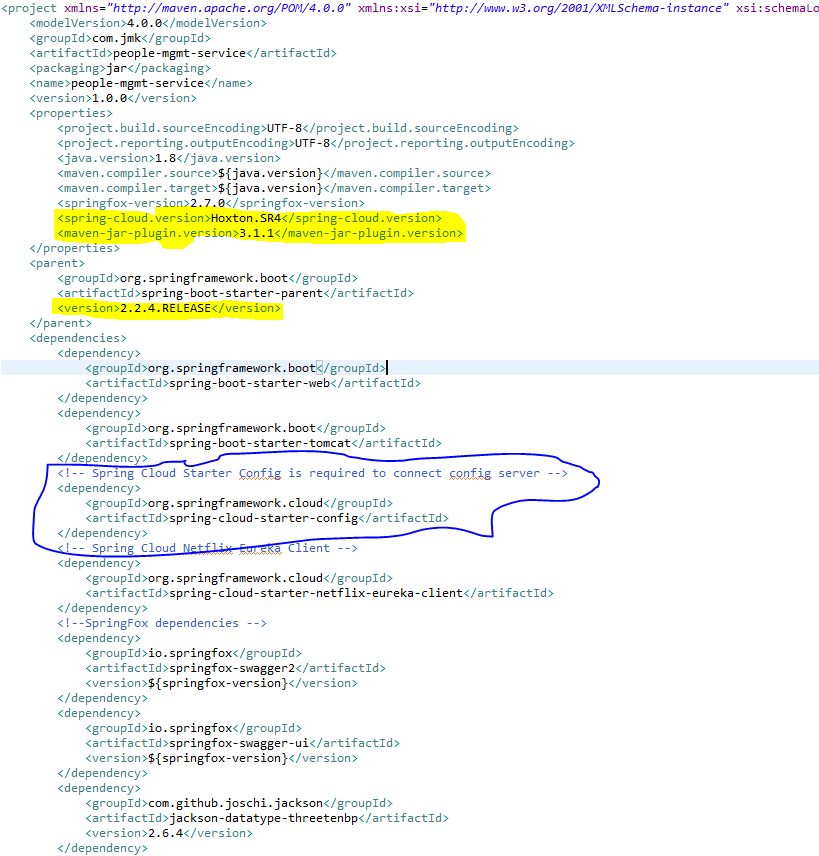 <project xmlns="http://maven.apache.org/POM/4.0.0" xmlns:xsi="http://www.w3.org/2001/XMLSchema-instance" xsi:schemaLo
<modelVersion>4.0.0</modelVersion>
<groupId>com.jmk</groupId>
<artifactId>people-mgmt-service</artifactId>
<packaging>jar</packaging>
<name>people-mgmt-service</name>
<version>1.0.0</version>
<properties>
<project.build.sourceEncoding>UTF-8</project.build.sourceEncoding>
<project.reporting.outputEncoding>UTF-8</project.reporting.outputEncoding>
<java.version>1.8</java.version>
<maven.compiler.source>${java.version}</maven.compiler.source>
<maven.compiler.target>${java.version}</maven.compiler.target>
<springfox-version>2.7.0</springfox-version>
<spring-cloud.version>Hoxton.SR4</spring-cloud.version>
<maven-jar-plugin.version>3.1.1</maven-jar-plugin.version>
</properties>
<parent>
<groupId>org.springframework.boot</groupId>
<artifactId>spring-boot-starter-parent</artifactId>
<version>2.2.4.RELEASE</version>
</parent>
<dependencies>
<dependency>
<groupId>org.springframework.boot</groupId>
<artifactId>spring-boot-starter-web</artifactId>
</dependency>
<dependency>
<groupId>org.springframework.boot</groupId>
<artifactId>spring-boot-starter-tomcat</artifactId>
</dependency>
<!-- Spring Cloud Starter Config is required to connect config server -->
<dependency>
<groupId>org.springframework.cloud</groupId>
<artifactId>spring-cloud-starter-config</artifactId>
</dependency>
<!-- Spring Cloud Netflix Eureka Client -->
<dependency>
<groupId>org.springframework.cloud</groupId>
<artifactId>spring-cloud-starter-netflix-eureka-client</artifactId>
</dependency>
<!--SpringFox dependencies -->
<dependency>
<groupId>io.springfox</groupId>
<artifactId>springfox-swagger2</artifactId>
<version>${springfox-version}</version>
</dependency>
<dependency>
<groupId>io.springfox</groupId>
<artifactId>springfox-swagger-ui</artifactId>
<version>${springfox-version}</version>
</dependency>
<dependency>
<groupId>com.github.joschi.jackson</groupId>
<artifactId>jackson-datatype-threetenbp</artifactId>
<version>2.6.4</version>
</dependency>